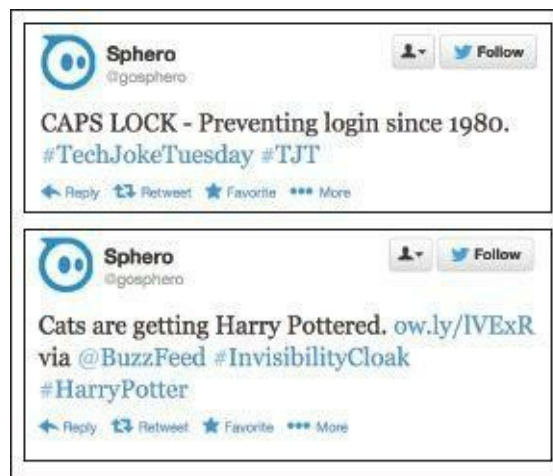 Sphero
Follow
@gosphero
CAPS LOCK - Preventing login since 1980.
#TechJokeTuesday #TJT
Reply Retweet Favorite More
Sphero
Follow
@gosphero
Cats are getting Harry Pottered. ow.ly/lVExR
via @BuzzFeed #InvisibilityCloak
#HarryPotter
Reply Retweet Favorite More